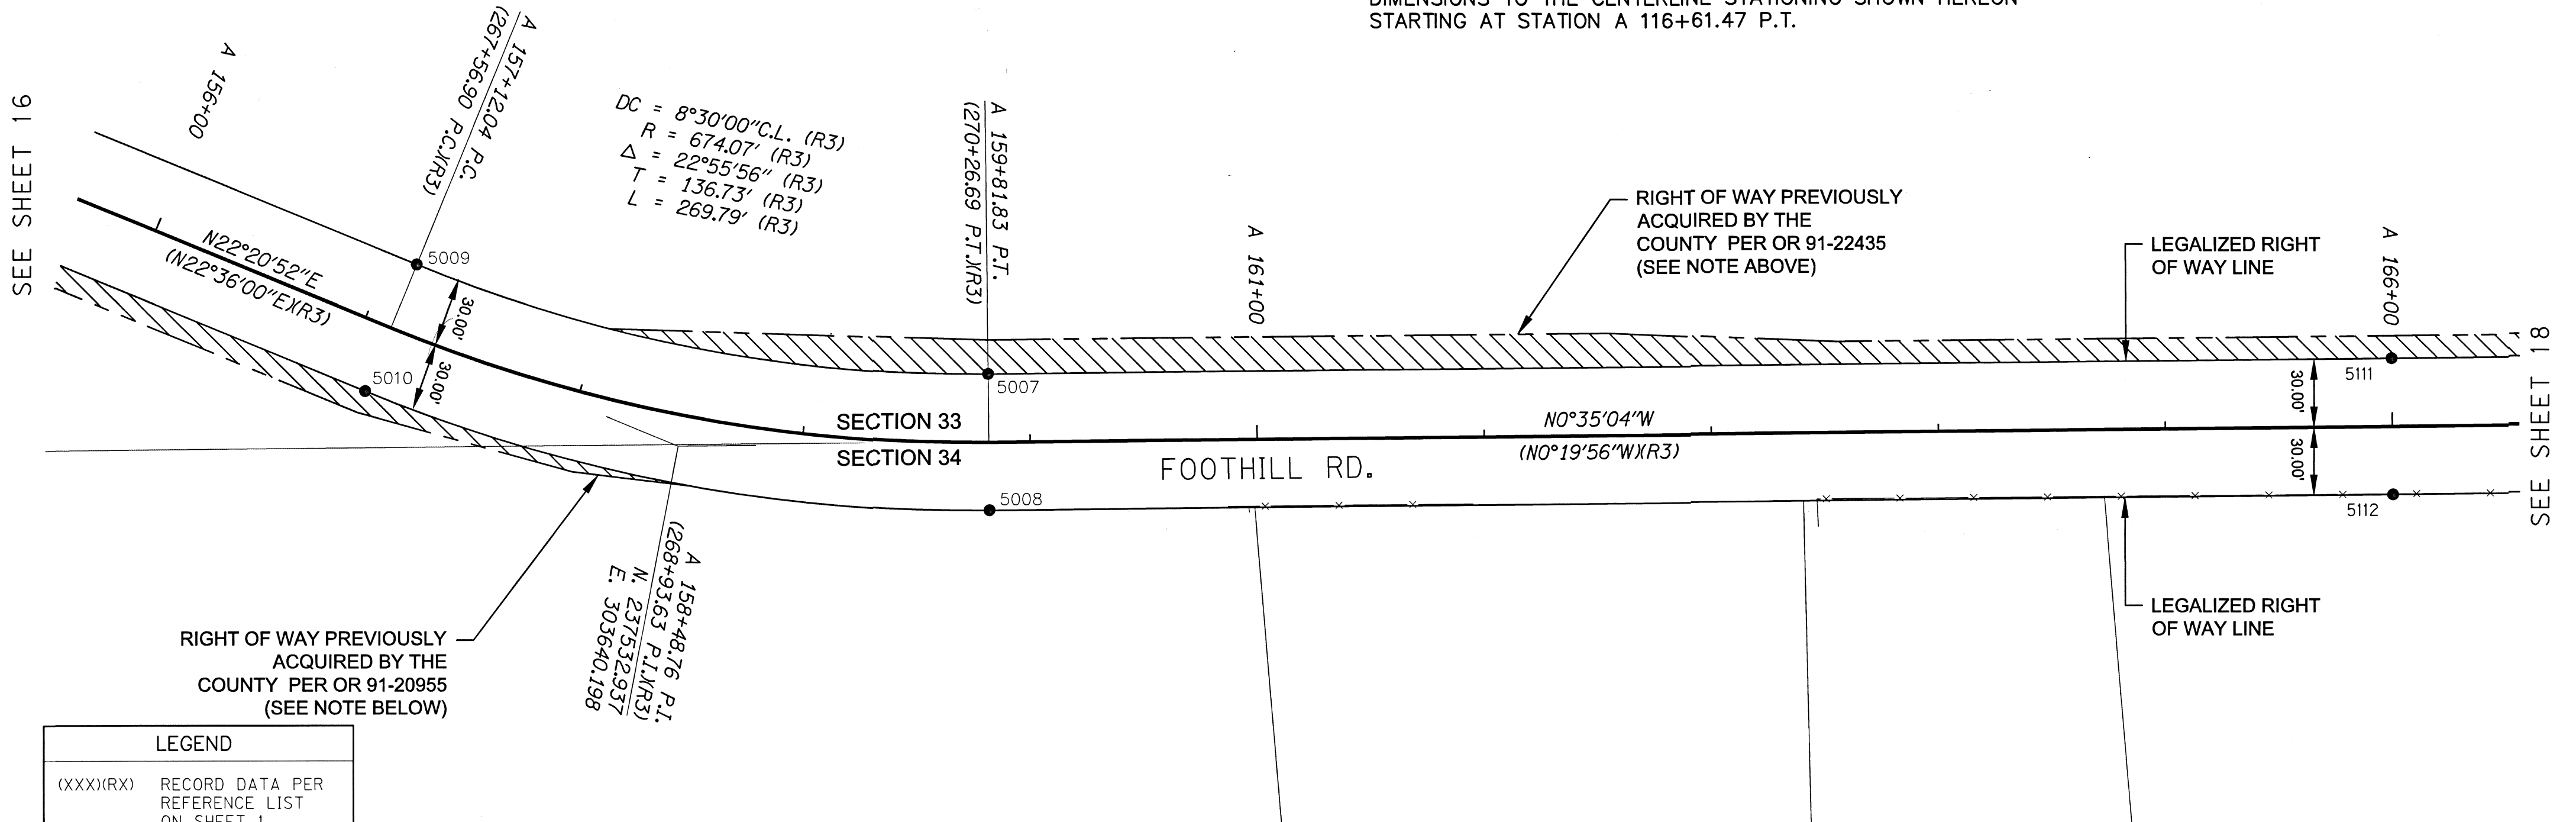 DIMENSIONS TO THE CENTERLINE STATIONING SHOWN HEREON
STARTING AT STATION A 116+61.47 P.T.
SEE SHEET 16
A 156+00
A 157+12.04 P.C.
(267+56.90 P.C.)(R3)
DC = 8°30'00"C.L. (R3)
R = 674.07' (R3)
Δ = 22°55'56" (R3)
T = 136.73' (R3)
L = 269.79' (R3)
A 159+81.83 P.T.
(270+26.69 P.T.)(R3)
A 161+00
RIGHT OF WAY PREVIOUSLY
ACQUIRED BY THE
COUNTY PER OR 91-22435
(SEE NOTE ABOVE)
LEGALIZED RIGHT
OF WAY LINE
A 166+00
N22°20'52"E
(N22°36'00"E)(R3)
5009
30.00'
30.00'
5010
5007
5111
30.00'
SECTION 33
SECTION 34
N0°35'04"W
(N0°19'56"W)(R3)
FOOTHILL RD.
30.00'
5008
5112
SEE SHEET 18
A 158+48.76 P.I.
(268+93.63 P.I.)(R3)
N. 237532.937
E. 303640.198
RIGHT OF WAY PREVIOUSLY
ACQUIRED BY THE
COUNTY PER OR 91-20955
(SEE NOTE BELOW)
LEGALIZED RIGHT
OF WAY LINE
LEGEND
(XXX)(RX) RECORD DATA PER
REFERENCE LIST
ON SHEET 1